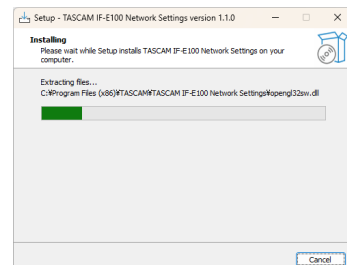 Setup - TASCAM IF-E100 Network Settings version 1.1.0
Installing
Please wait while Setup installs TASCAM IF-E100 Network Settings on your
computer.
Extracting files...
C:¥Program Files (x86)¥TASCAM¥TASCAM IF-E100 Network Settings¥opengl32sw.dll
Cancel